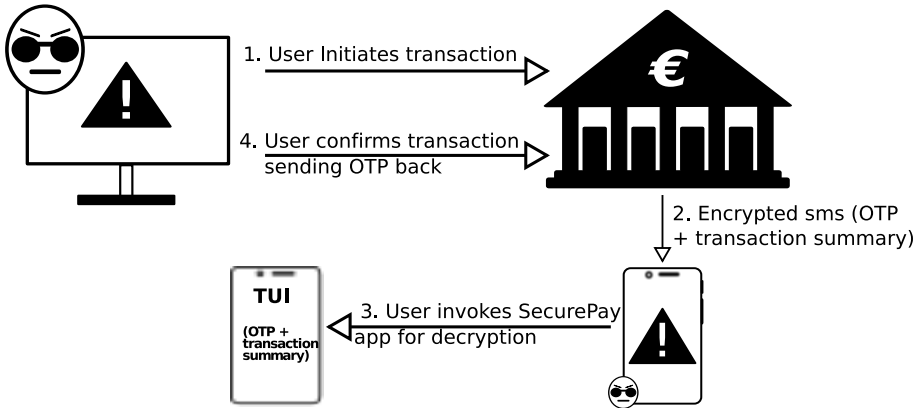 1. User Initiates transaction
€
!
4. User confirms transaction
sending OTP back
2. Encrypted sms (OTP
+ transaction summary)
TUI
(OTP +
transaction
summary)
3. User invokes SecurePay
app for decryption
!